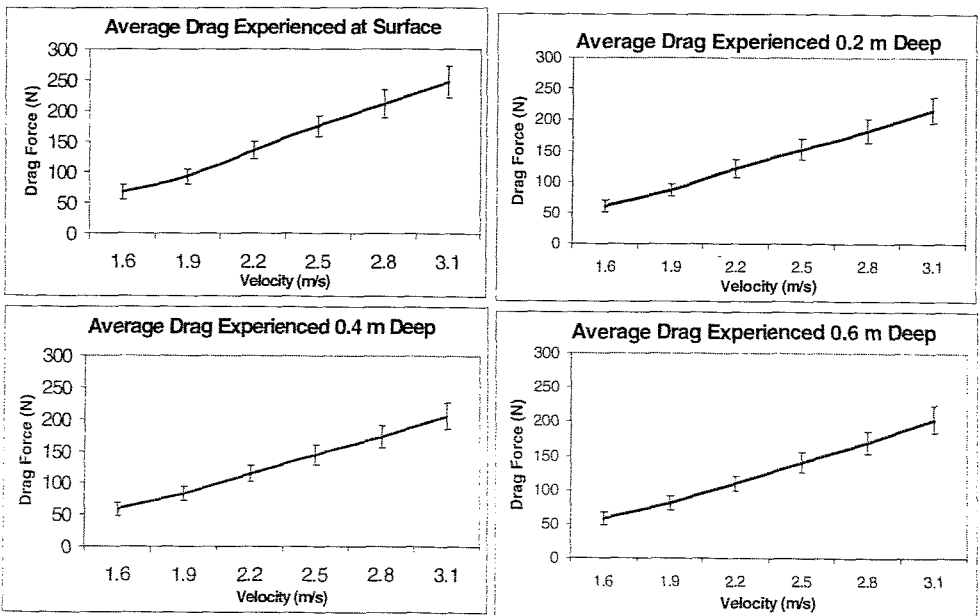 Average Drag Experienced at Surface
Drag Force (N)
300
250
200
150
100
50
0
1.6 1.9 2.2 2.5 2.8 3.1
Velocity (m/s)
Average Drag Experienced 0.2 m Deep
Drag Force (N)
300
250
200
150
100
50
0
1.6 1.9 2.2 2.5 2.8 3.1
Velocity (m/s)
Average Drag Experienced 0.4 m Deep
Drag Force (N)
300
250
200
150
100
50
0
1.6 1.9 2.2 2.5 2.8 3.1
Velocity (m/s)
Average Drag Experienced 0.6 m Deep
Drag Force (N)
300
250
200
150
100
50
0
1.6 1.9 2.2 2.5 2.8 3.1
Velocity (m/s)